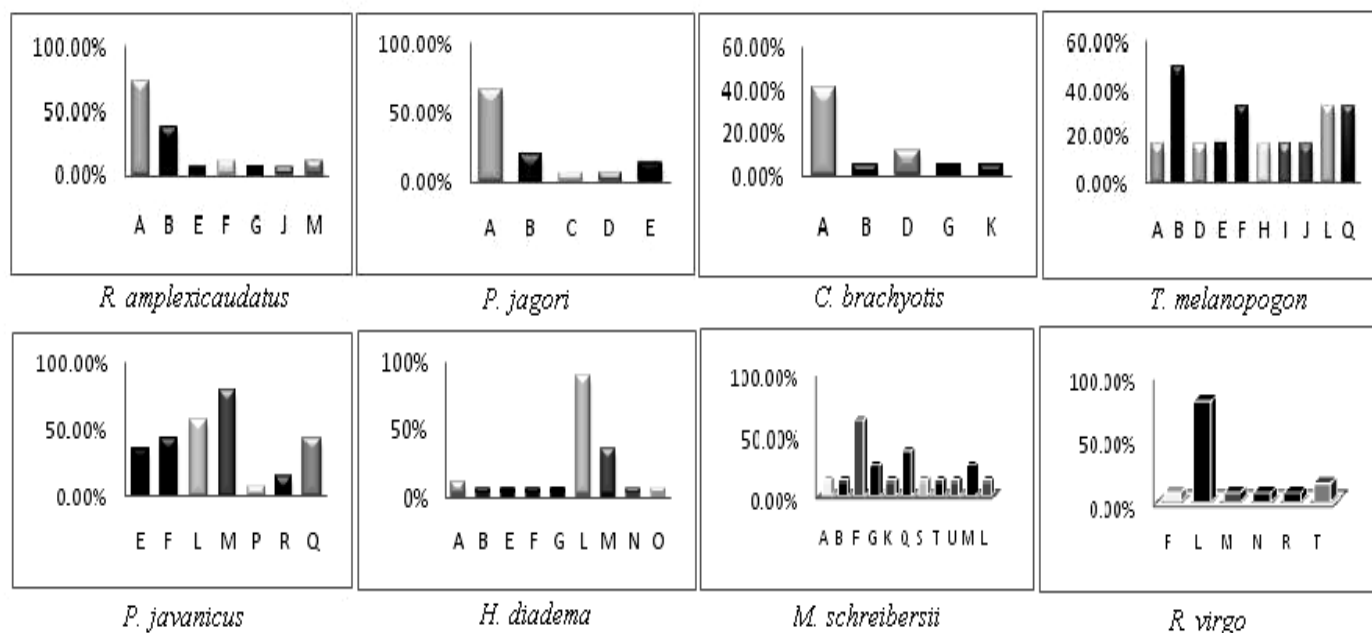 100.00%
50.00%
0.00%
A B E F G J M
R. amplexicaudatus
100.00%
50.00%
0.00%
A B C D E
P. jagori
60.00%
40.00%
20.00%
0.00%
A B D G K
C. brachyotis
60.00%
40.00%
20.00%
0.00%
A B D E F H I J L Q
T. melanopogon
100.00%
50.00%
0.00%
E F L M P R Q
P. javanicus
100%
50%
0%
A B E F G L M N O
H. diadema
100.00%
50.00%
0.00%
A B F G K Q S T U M L
M. schreibersii
100.00%
50.00%
0.00%
F L M N R T
R. virgo